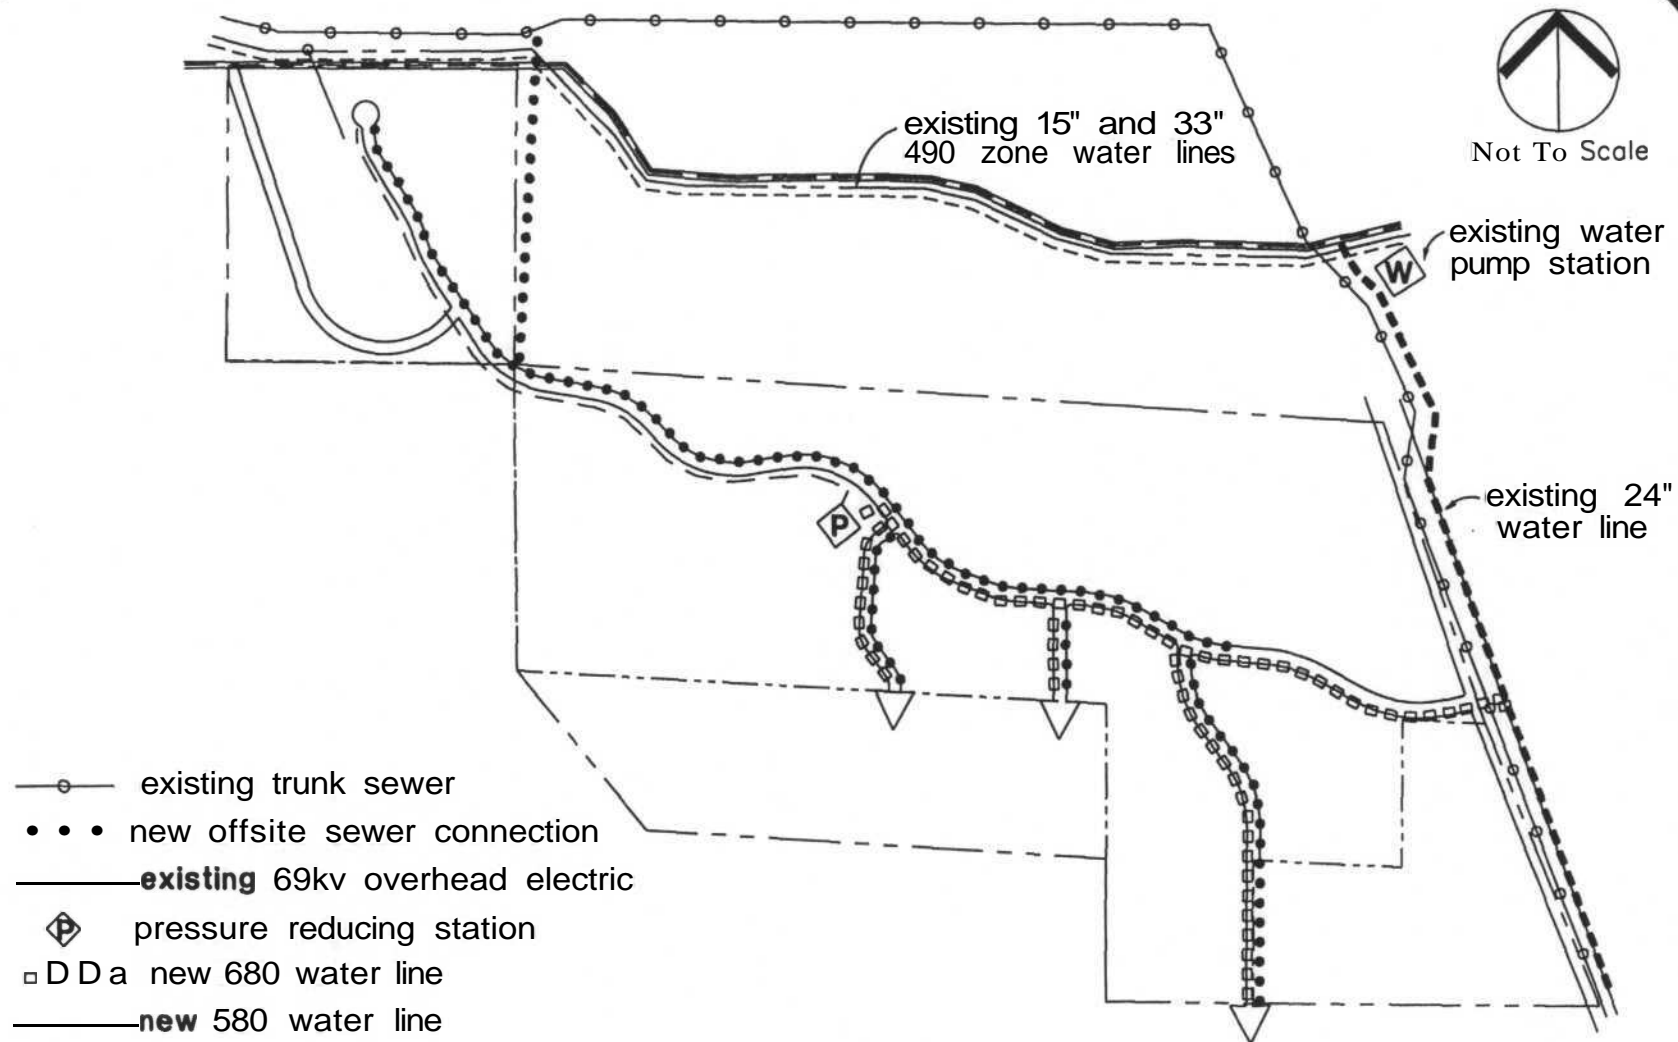 existing 15" and 33"
490 zone water lines
Not To Scale
existing water
pump station
W
existing 24"
water line
P
existing trunk sewer
new offsite sewer connection
existing 69kv overhead electric
P pressure reducing station
DDa new 680 water line
new 580 water line